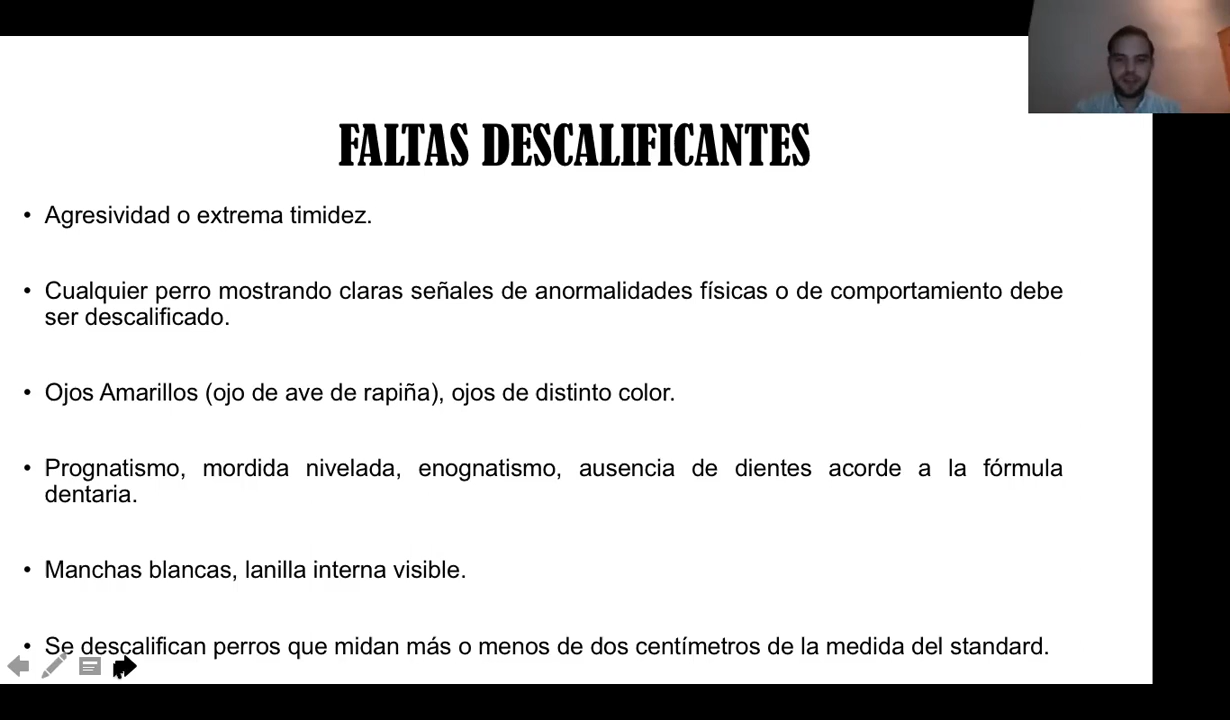 FALTAS DESCALIFICANTES
• Agresividad o extrema timidez.
• Cualquier perro mostrando claras señales de anormalidades físicas o de comportamiento debe
ser descalificado.
• Ojos Amarillos (ojo de ave de rapiña), ojos de distinto color.
• Prognatismo, mordida nivelada, enognatismo, ausencia de dientes acorde a la fórmula
dentaria.
• Manchas blancas, lanilla interna visible.
• Se descalifican perros que midan más o menos de dos centímetros de la medida del standard.